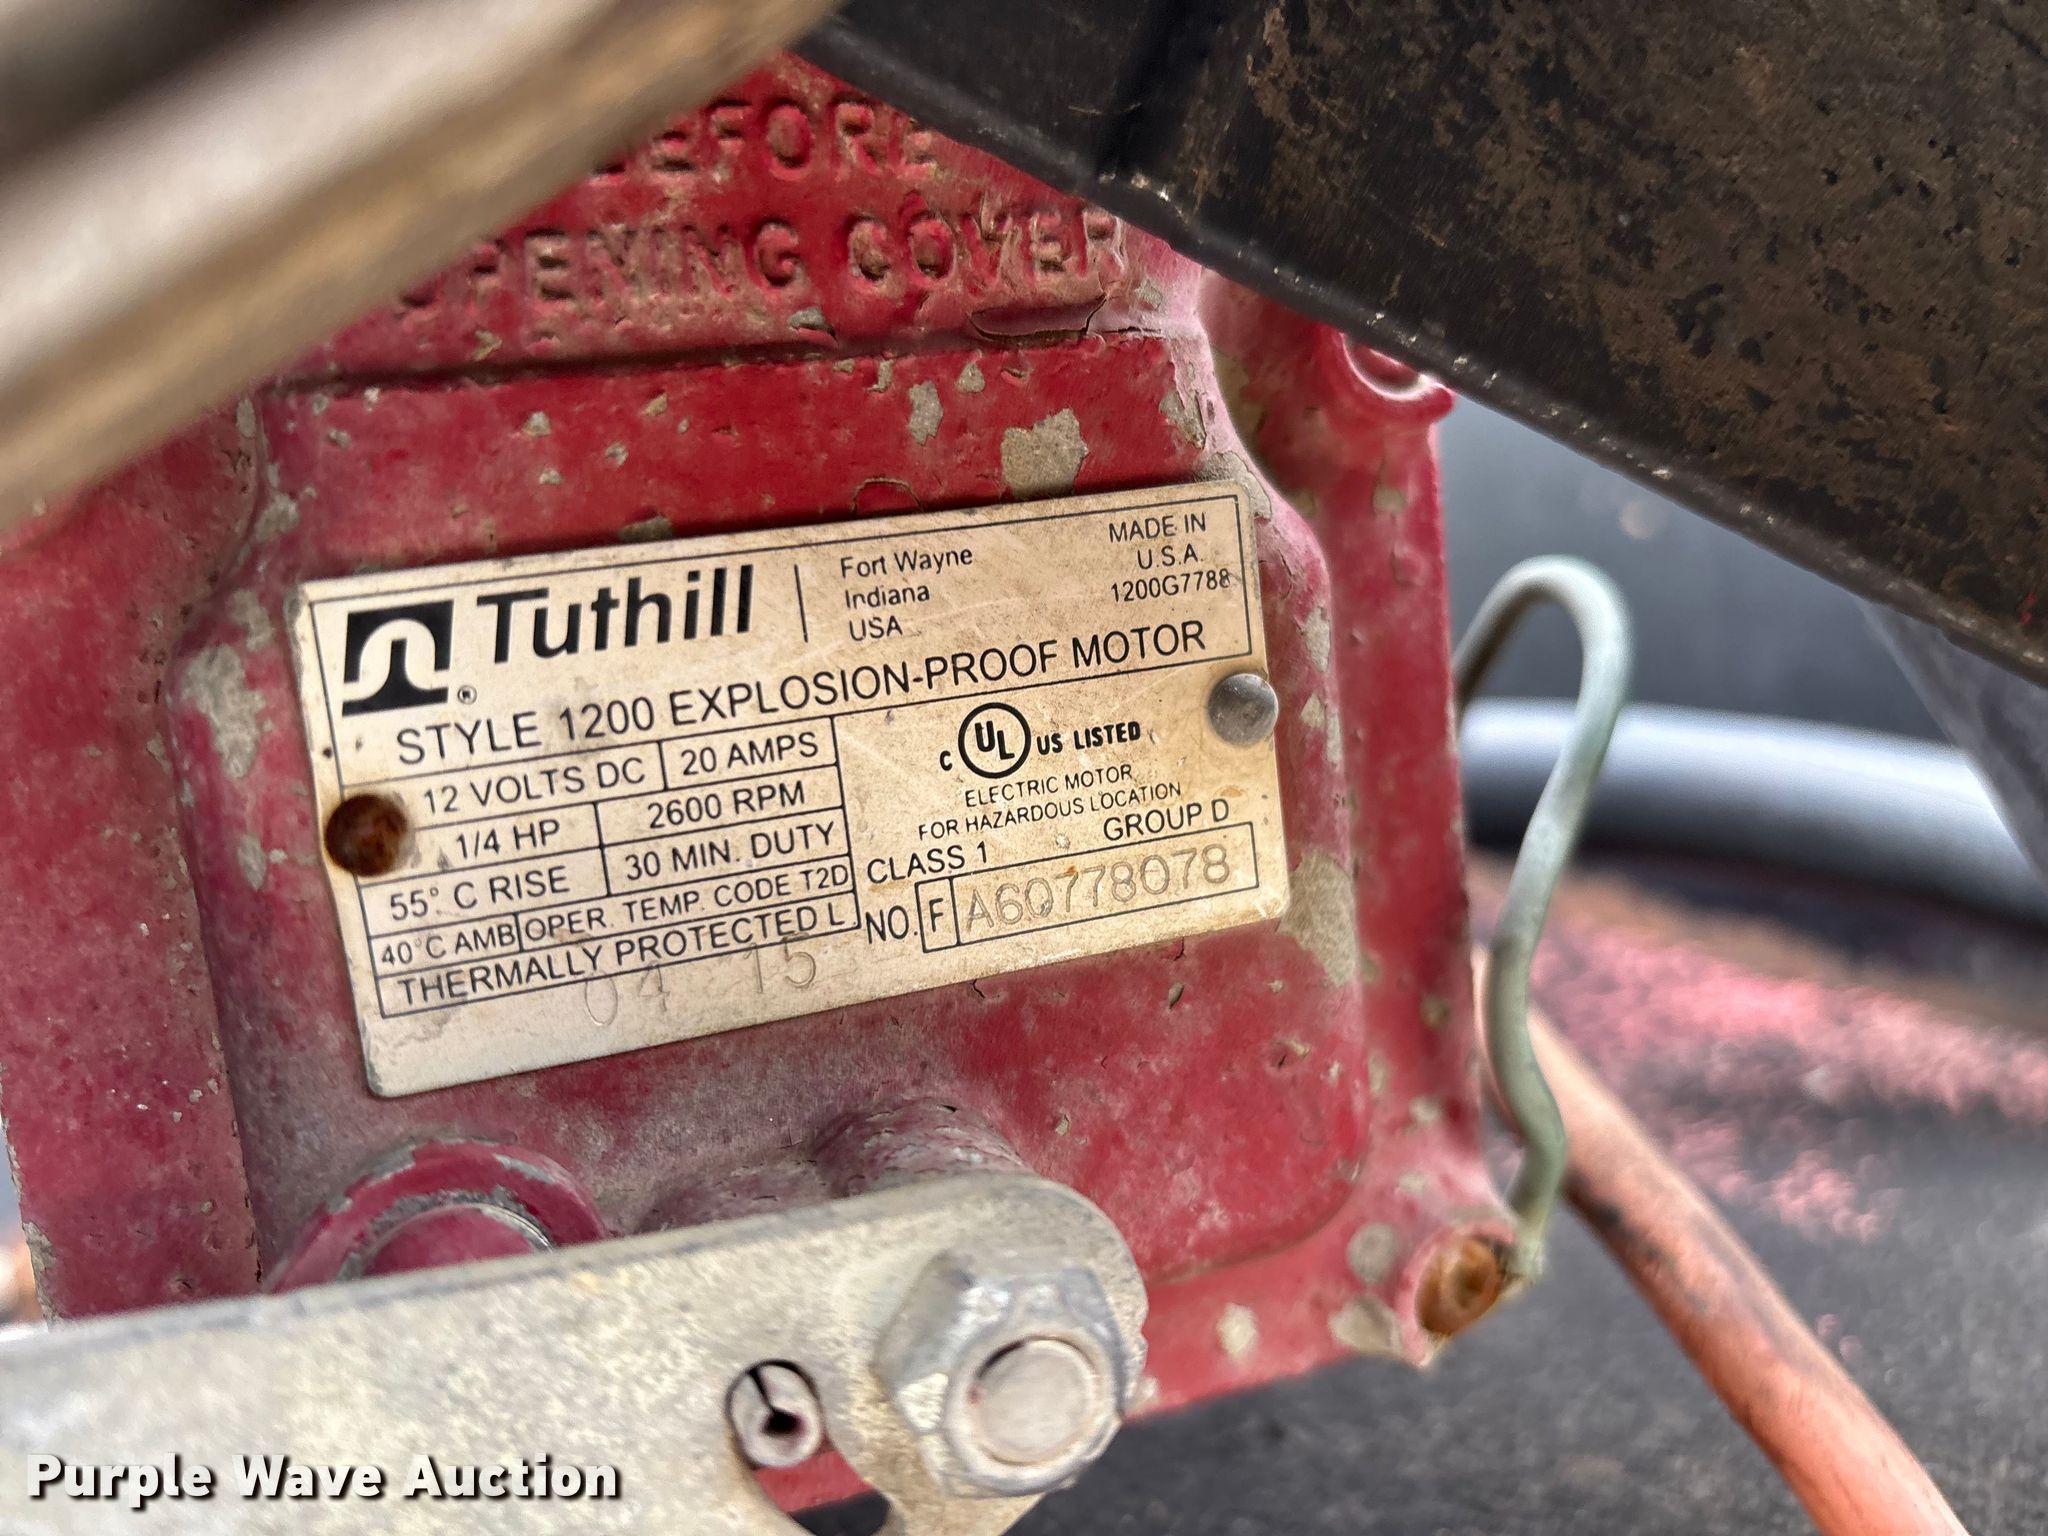 BEFORE
OPENING COVER
Tuthill
®
Fort Wayne
Indiana
USA
MADE IN
U.S.A.
1200G7788
STYLE 1200 EXPLOSION-PROOF MOTOR
12 VOLTS DC 20 AMPS
1/4 HP 2600 RPM
55° C RISE 30 MIN. DUTY
40°C AMB OPER. TEMP. CODE T2D
THERMALLY PROTECTED L
04 15
C UL US LISTED
ELECTRIC MOTOR
FOR HAZARDOUS LOCATION
CLASS 1 GROUP D
NO. F A60778078
Purple Wave Auction